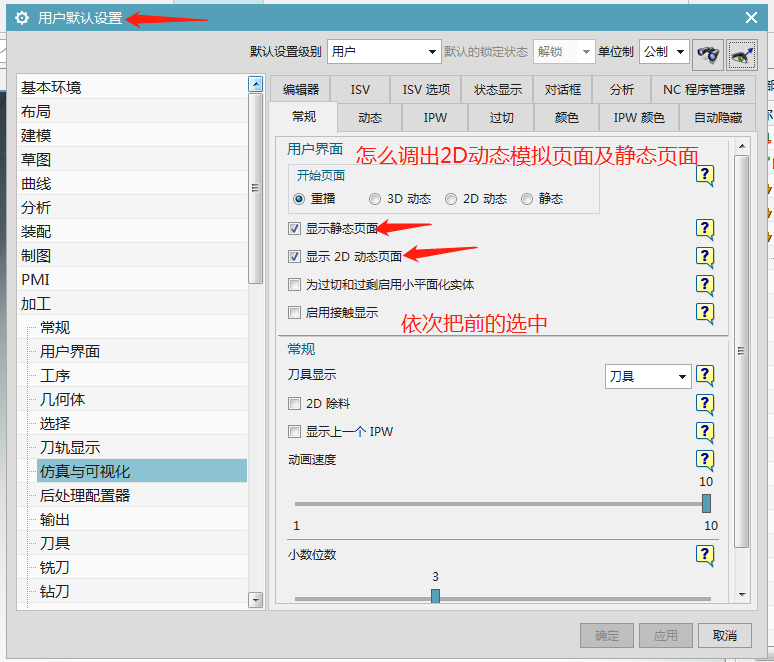 用户默认设置
默认设置级别 用户 默认的锁定状态 解锁 单位制 公制
基本环境
布局
建模
草图
曲线
分析
装配
制图
PMI
加工
常规
用户界面
工序
几何体
选择
刀轨显示
仿真与可视化
后处理配置器
输出
刀具
铣刀
钻刀
编辑器 ISV ISV 选项 状态显示 对话框 分析 NC 程序管理器
常规 动态 IPW 过切 颜色 IPW 颜色 自动隐藏
用户界面
怎么调出2D动态模拟页面及静态页面
开始页面
重播 3D 动态 2D 动态 静态
显示静态页面
显示 2D 动态页面
为过切和过剩启用小平面化实体
启用接触显示
依次把前的选中
常规
刀具显示 刀具
2D 除料
显示上一个 IPW
动画速度
10
1 10
小数位数
3
确定 应用 取消